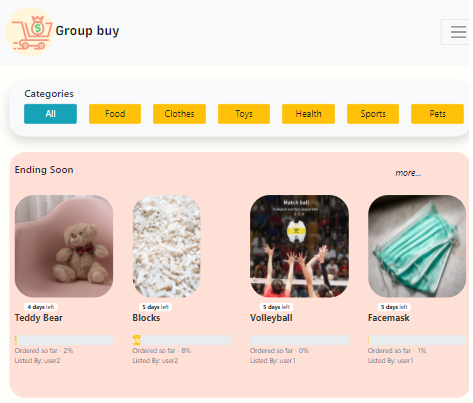 Group buy
Categories
All Food Clothes Toys Health Sports Pets
Ending Soon more...
Match ball
4 days left 5 days left 5 days left 5 days left
Teddy Bear Blocks Volleyball Facemask
Ordered so far - 2% Ordered so far - 8% Ordered so far - 0% Ordered so far - 1%
Listed By: user2 Listed By: user2 Listed By: user1 Listed By: user1